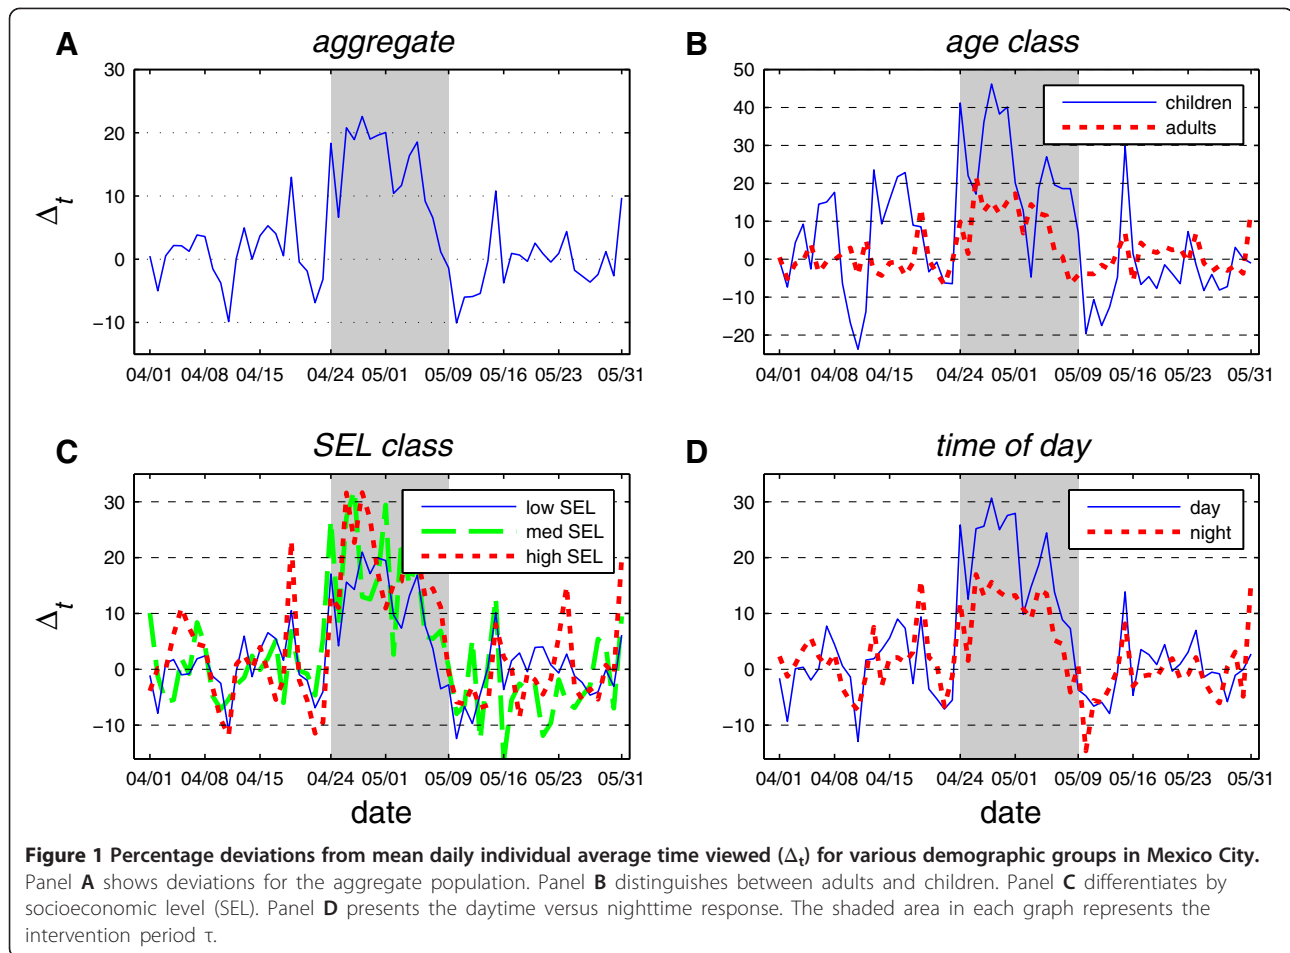 A
aggregate
30
20
10
0
−10
Δt
04/01 04/08 04/15 04/24 05/01 05/09 05/16 05/23 05/31
B
age class
50
40
30
20
10
0
−10
−20
children
adults
04/01 04/08 04/15 04/24 05/01 05/09 05/16 05/23 05/31
C
SEL class
30
20
10
0
−10
Δt
low SEL
med SEL
high SEL
04/01 04/08 04/15 04/24 05/01 05/09 05/16 05/23 05/31
date
D
time of day
30
20
10
0
−10
day
night
04/01 04/08 04/15 04/24 05/01 05/09 05/16 05/23 05/31
date
Figure 1 Percentage deviations from mean daily individual average time viewed (Δt) for various demographic groups in Mexico City.
Panel A shows deviations for the aggregate population. Panel B distinguishes between adults and children. Panel C differentiates by
socioeconomic level (SEL). Panel D presents the daytime versus nighttime response. The shaded area in each graph represents the
intervention period τ.